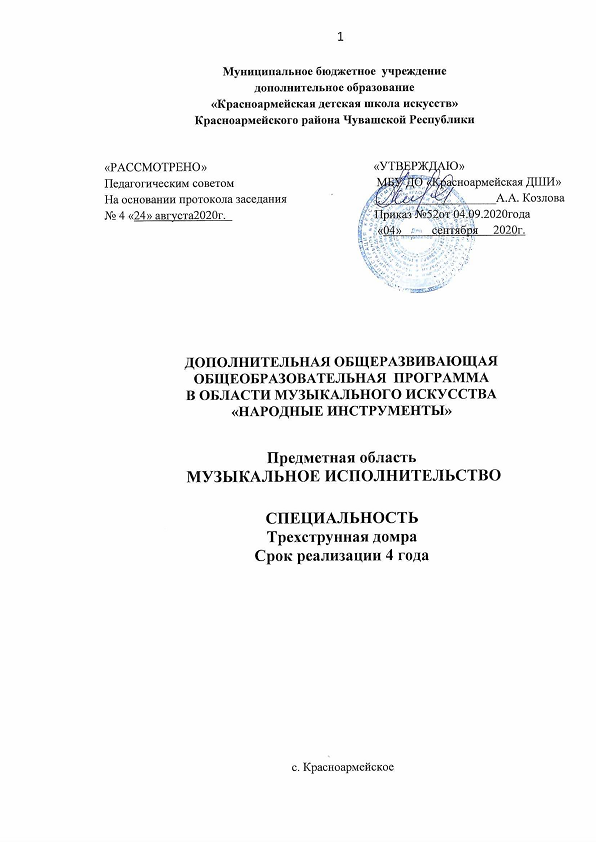 1
Муниципальное бюджетное учреждение
дополнительное образование
«Красноармейская детская школа искусств»
Красноармейского района Чувашской Республики
«РАССМОТРЕНО»
Педагогическим советом
На основании протокола заседания
№ 4 «24» августа2020г.
«УТВЕРЖДАЮ»
МБУ ДО «Красноармейская ДШИ»
А.А. Козлова
Приказ №52от 04.09.2020года
«04» сентября 2020г.
ДОПОЛНИТЕЛЬНАЯ ОБЩЕРАЗВИВАЮЩАЯ
ОБЩЕОБРАЗОВАТЕЛЬНАЯ ПРОГРАММА
В ОБЛАСТИ МУЗЫКАЛЬНОГО ИСКУССТВА
«НАРОДНЫЕ ИНСТРУМЕНТЫ»
Предметная область
МУЗЫКАЛЬНОЕ ИСПОЛНИТЕЛЬСТВО
СПЕЦИАЛЬНОСТЬ
Трехструнная домра
Срок реализации 4 года
с. Красноармейское